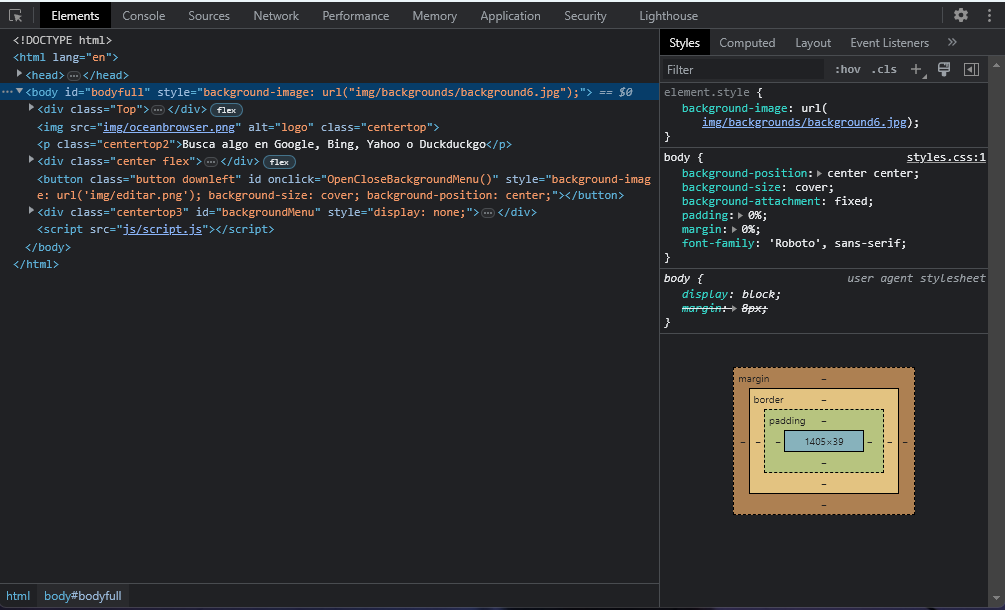 Elements Console Sources Network Performance Memory Application Security Lighthouse
<!DOCTYPE html>
<html lang="en">
<head>…</head>
<body id="bodyfull" style="background-image: url("img/backgrounds/background6.jpg");"> == $0
<div class="Top">…</div> flex
<img src="img/oceanbrowser.png" alt="logo" class="centertop">
<p class="centertop2">Busca algo en Google, Bing, Yahoo o Duckduckgo</p>
<div class="center flex">…</div> flex
<button class="button downleft" id onclick="OpenCloseBackgroundMenu()" style="background-imag
e: url('img/editar.png'); background-size: cover; background-position: center;"></button>
<div class="centertop3" id="backgroundMenu" style="display: none;">…</div>
<script src="js/script.js"></script>
</body>
</html>
html body#bodyfull
Styles Computed Layout Event Listeners »
Filter :hov .cls +
element.style {
background-image: url(
img/backgrounds/background6.jpg);
}
body { styles.css:1
background-position: center center;
background-size: cover;
background-attachment: fixed;
padding: 0%;
margin: 0%;
font-family: 'Roboto', sans-serif;
}
body { user agent stylesheet
display: block;
margin: 8px;
}
margin –
border –
padding –
– – – 1405×39 – – –
–
–
–